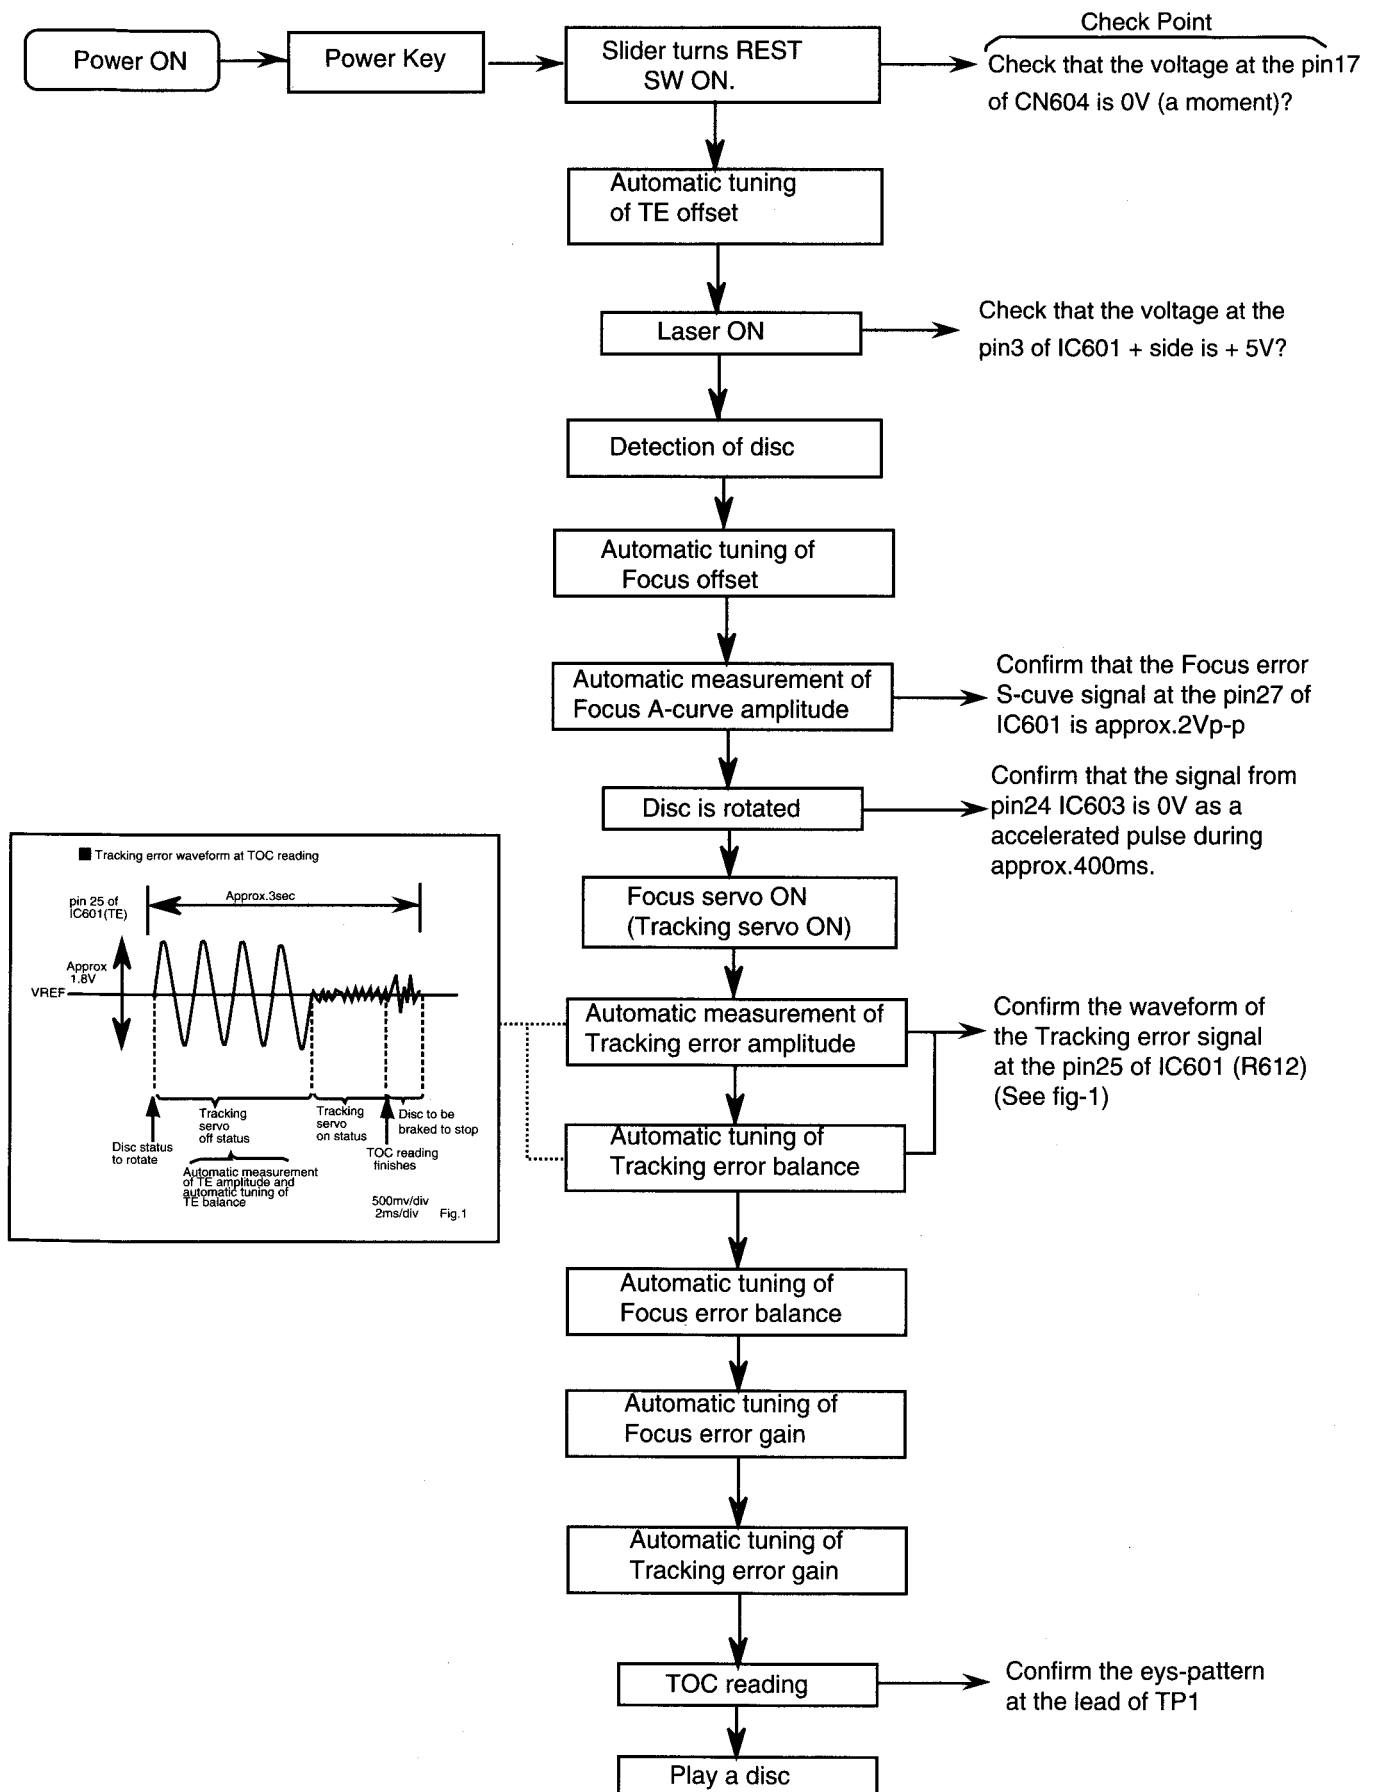 Check Point
Power ON
Power Key
Slider turns REST
SW ON.
Check that the voltage at the pin17
of CN604 is 0V (a moment)?
Automatic tuning
of TE offset
Laser ON
Check that the voltage at the
pin3 of IC601 + side is + 5V?
Detection of disc
Automatic tuning of
Focus offset
Automatic measurement of
Focus A-curve amplitude
Confirm that the Focus error
S-cuve signal at the pin27 of
IC601 is approx.2Vp-p
Disc is rotated
Confirm that the signal from
pin24 IC603 is 0V as a
accelerated pulse during
approx.400ms.
Focus servo ON
(Tracking servo ON)
■ Tracking error waveform at TOC reading
pin 25 of
IC601(TE)
Approx.3sec
Approx
1.8V
VREF
Disc status
to rotate
Tracking
servo
off status
Tracking
servo
on status
Disc to be
braked to stop
TOC reading
finishes
Automatic measurement
of TE amplitude and
automatic tuning of
TE balance
500mv/div
2ms/div
Fig.1
Automatic measurement of
Tracking error amplitude
Confirm the waveform of
the Tracking error signal
at the pin25 of IC601 (R612)
(See fig-1)
Automatic tuning of
Tracking error balance
Automatic tuning of
Focus error balance
Automatic tuning of
Focus error gain
Automatic tuning of
Tracking error gain
TOC reading
Confirm the eys-pattern
at the lead of TP1
Play a disc